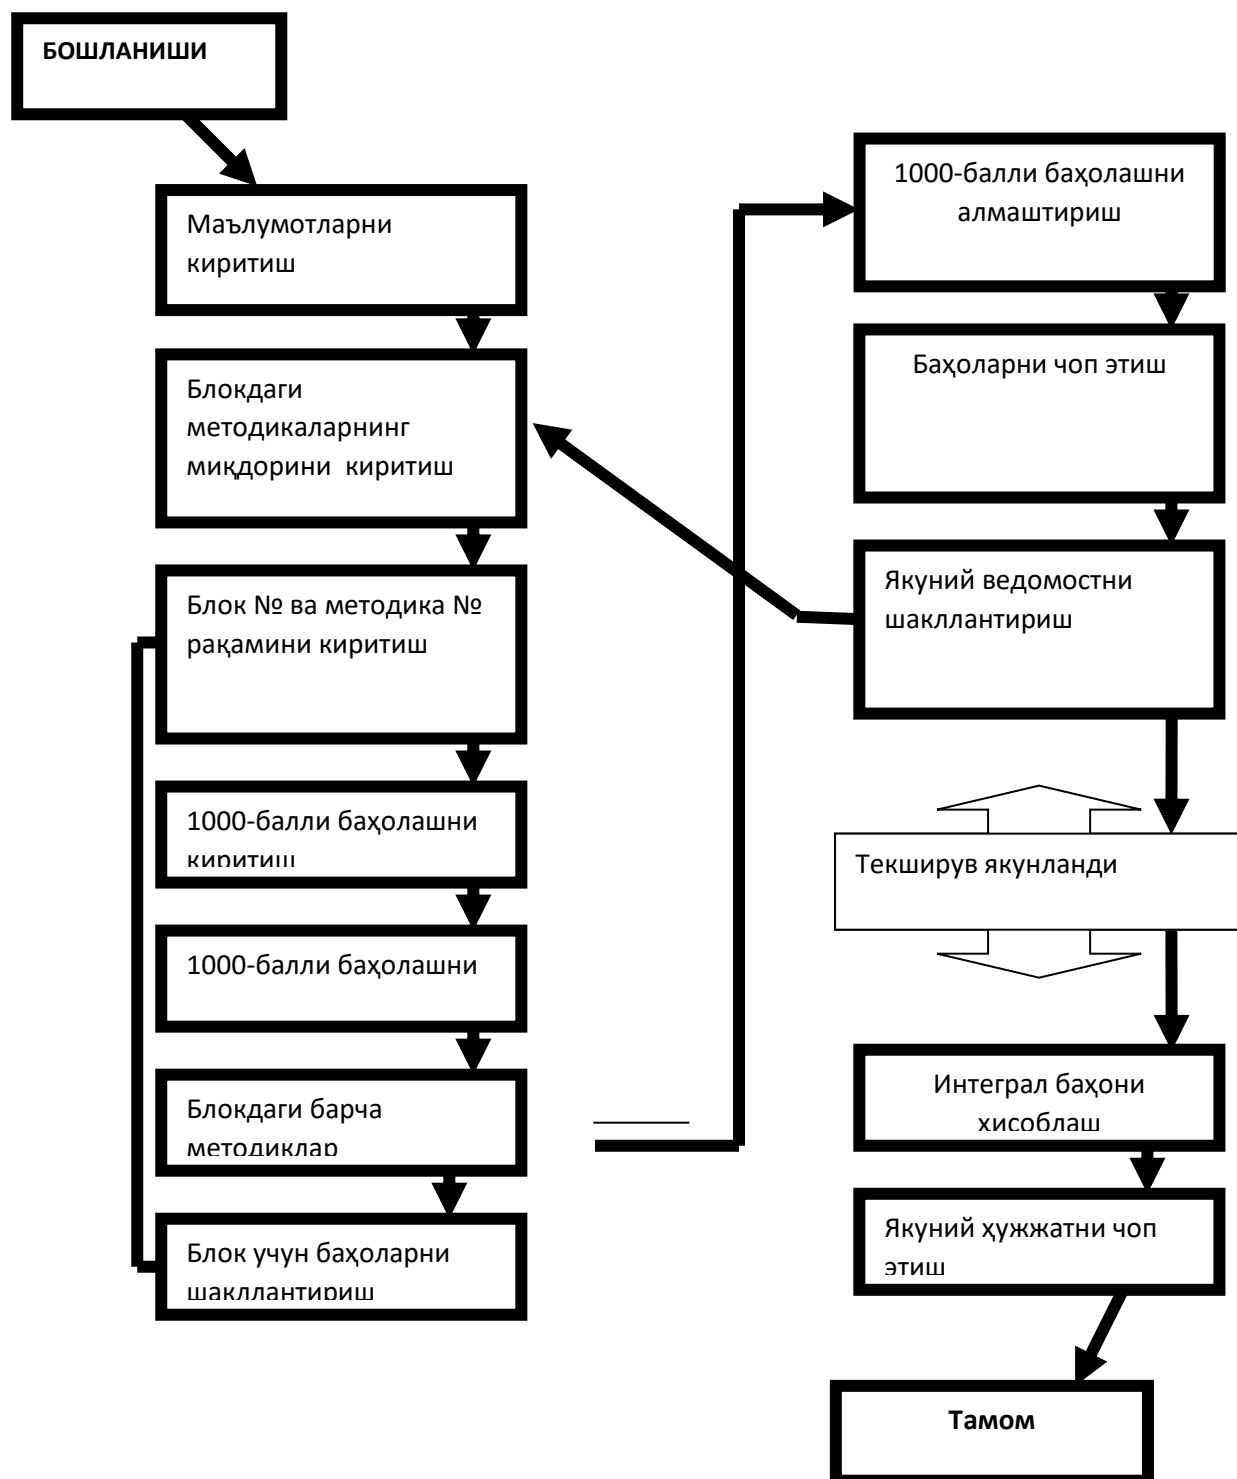 БОШЛАНИШИ
Маълумотларни
киритиш
Блокдаги
методикаларнинг
миқдорини киритиш
Блок № ва методика №
рақамини киритиш
1000-балли баҳолашни
киритиш
1000-балли баҳолашни
Блокдаги барча
методиклар
Блок учун баҳоларни
шакллантириш
1000-балли баҳолашни
алмаштириш
Баҳоларни чоп этиш
Якуний ведомостни
шакллантириш
Текширув якунланди
Интеграл баҳони
хисоблаш
Якуний ҳужжатни чоп
этиш
Тамом